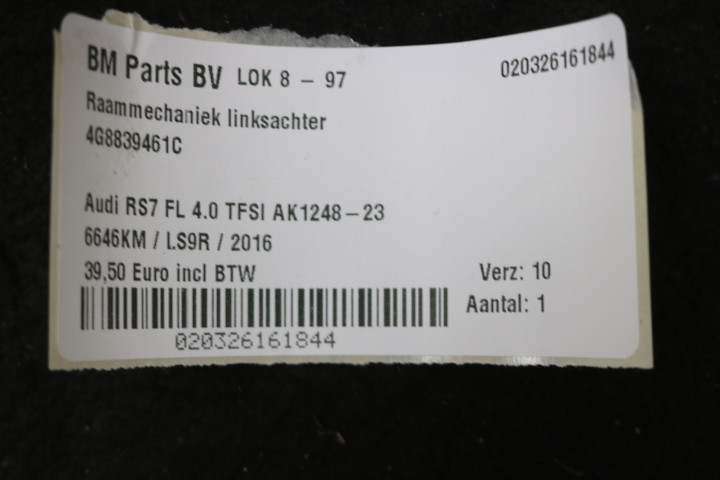 BM Parts BV LOK 8 - 97 020326161844
Raammechaniek linksachter
4G8839461C
Audi RS7 FL 4.0 TFSI AK1248-23
6646KM / LS9R / 2016
39,50 Euro incl BTW Verz: 10
Aantal: 1
020326161844